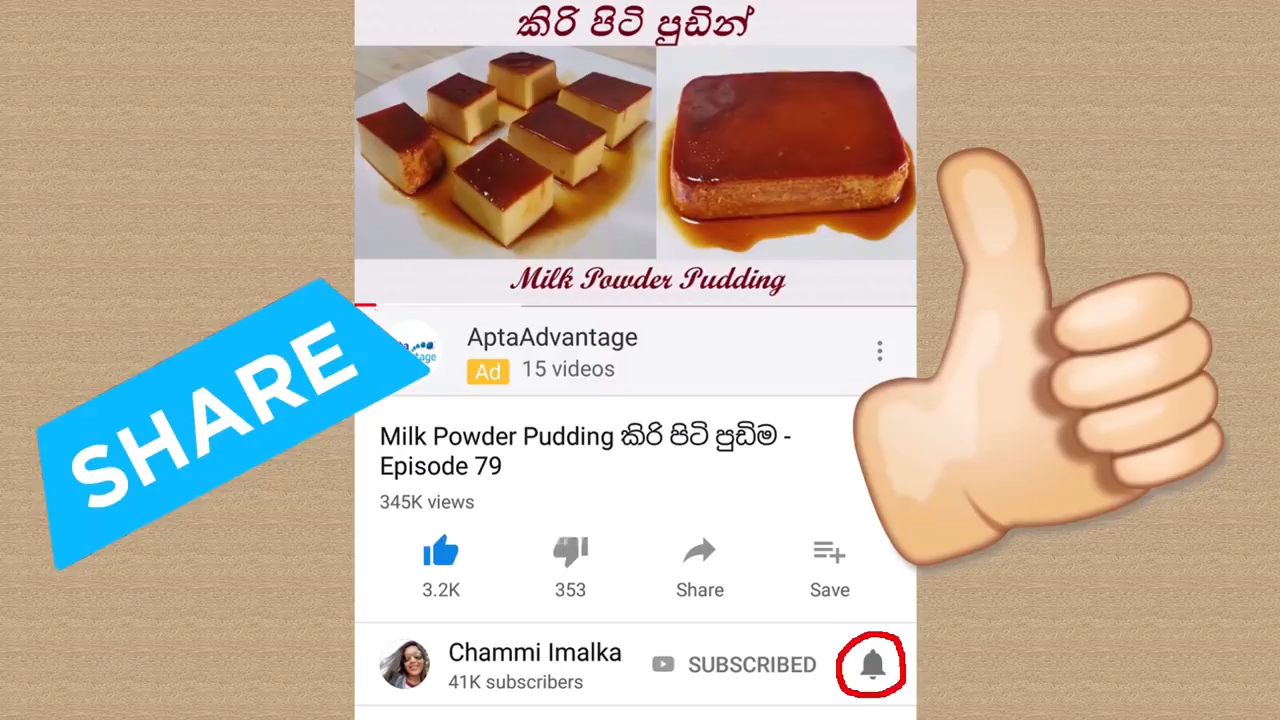 කිරි පිටි පුඩින්
Milk Powder Pudding
SHARE
AptaAdvantage
Ad 15 videos
Milk Powder Pudding කිරි පිටි පුඩිම -
Episode 79
345K views
3.2K 353 Share Save
Chammi Imalka SUBSCRIBED
41K subscribers